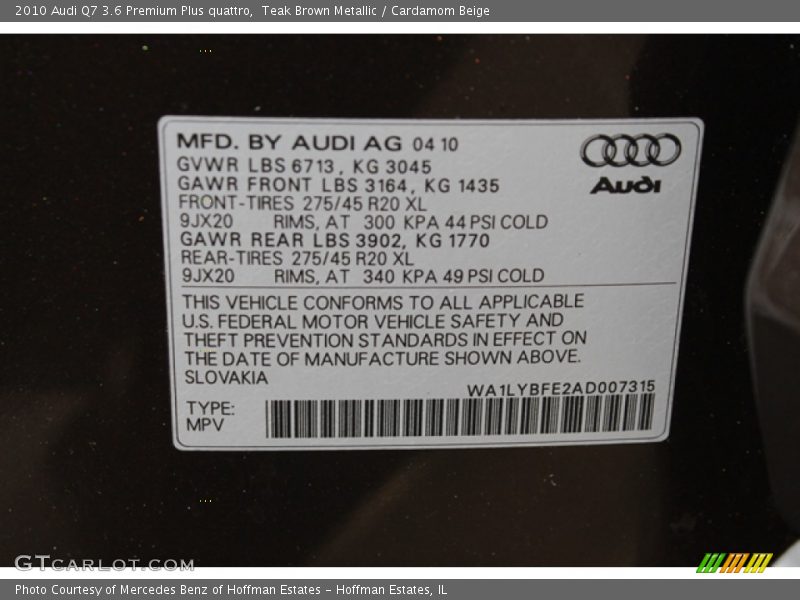 2010 Audi Q7 3.6 Premium Plus quattro,  Teak Brown Metallic / Cardamom Beige
MFD. BY AUDI AG 04 10
GVWR LBS 6713, KG 3045
GAWR FRONT LBS 3164, KG 1435
FRONT-TIRES 275/45 R20 XL
9JX20 RIMS, AT 300 KPA 44 PSI COLD
GAWR REAR LBS 3902, KG 1770
REAR-TIRES 275/45 R20 XL
9JX20 RIMS, AT 340 KPA 49 PSI COLD
Audi
THIS VEHICLE CONFORMS TO ALL APPLICABLE
U.S. FEDERAL MOTOR VEHICLE SAFETY AND
THEFT PREVENTION STANDARDS IN EFFECT ON
THE DATE OF MANUFACTURE SHOWN ABOVE.
SLOVAKIA
WA1LYBFE2AD007315
TYPE:
MPV
GTCARLOT.COM
Photo Courtesy of Mercedes Benz of Hoffman Estates - Hoffman Estates, IL